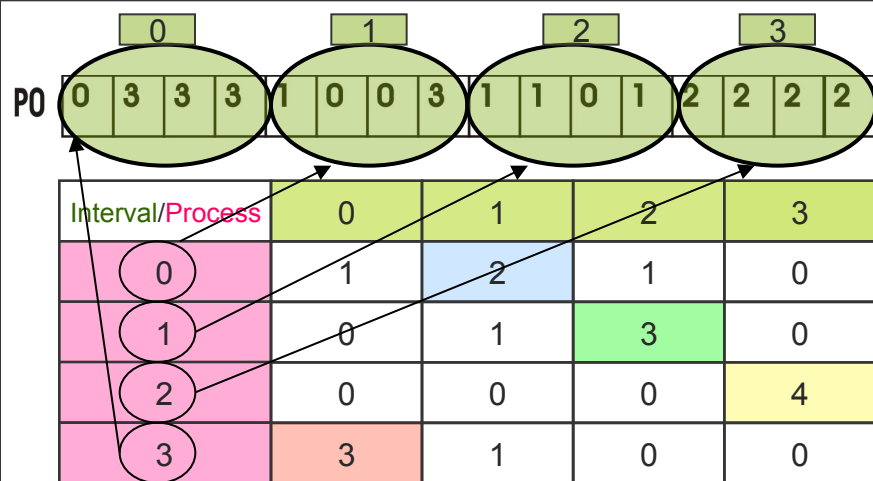 0 1 2 3
P0 0 3 3 3 1 0 0 3 1 1 0 1 2 2 2 2
Interval/Process 0 1 2 3
0 1 2 1 0
1 0 1 3 0
2 0 0 0 4
3 3 1 0 0